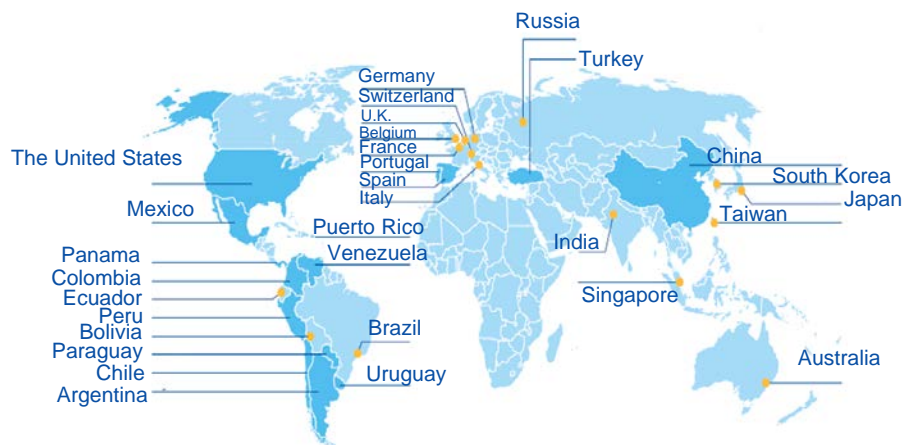 Russia
Turkey
Germany
Switzerland
U.K.
Belgium
France
Portugal
Spain
Italy
The United States
Mexico
China
South Korea
Japan
Taiwan
India
Singapore
Puerto Rico
Venezuela
Panama
Colombia
Ecuador
Peru
Bolivia
Paraguay
Chile
Argentina
Brazil
Uruguay
Australia